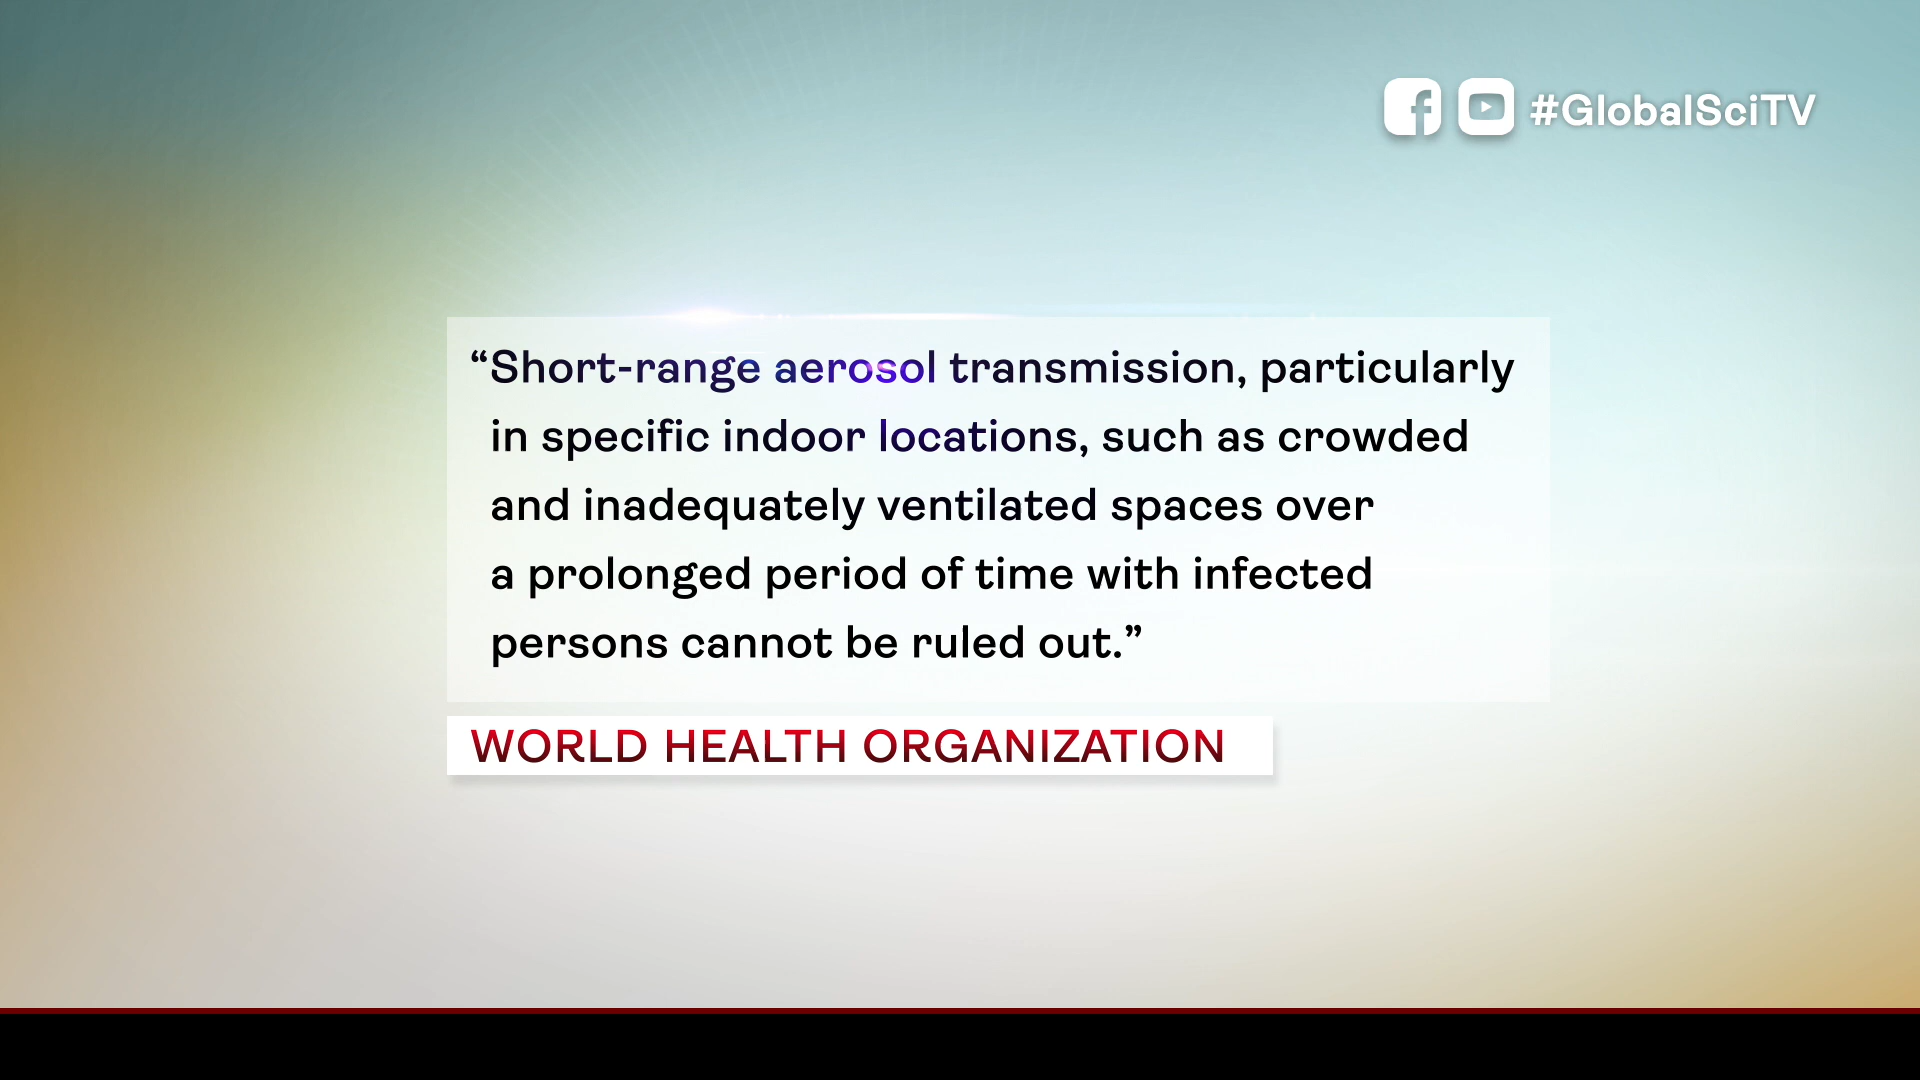 #GlobalSciTV
“Short-range aerosol transmission, particularly
in specific indoor locations, such as crowded
and inadequately ventilated spaces over
a prolonged period of time with infected
persons cannot be ruled out.”
WORLD HEALTH ORGANIZATION